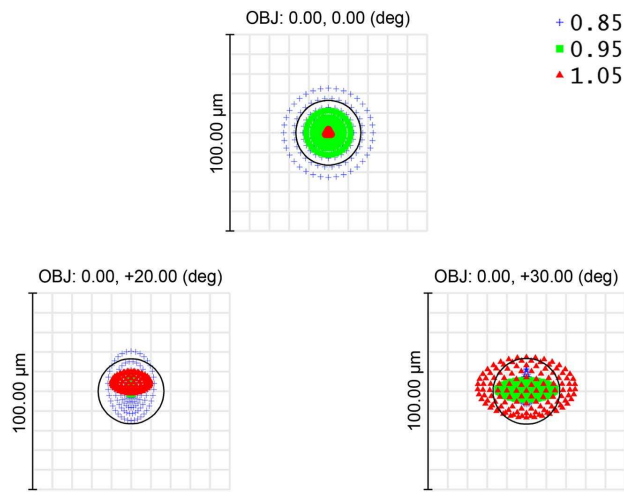 OBJ: 0.00, 0.00 (deg)
0.85
0.95
1.05
100.00 µm
OBJ: 0.00, +20.00 (deg)
OBJ: 0.00, +30.00 (deg)
100.00 µm
100.00 µm